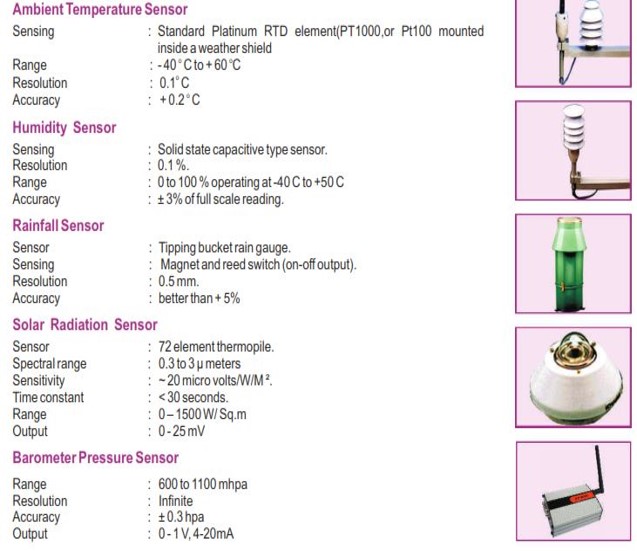 Ambient Temperature Sensor
Sensing : Standard Platinum RTD element(PT1000,or Pt100 mounted
inside a weather shield
Range : -40°C to + 60°C
Resolution : 0.1°C
Accuracy : +0.2°C
Humidity Sensor
Sensing : Solid state capacitive type sensor.
Resolution : 0.1%.
Range : 0 to 100 % operating at -40 C to +50 C
Accuracy : ±3% of full scale reading.
Rainfall Sensor
Sensor : Tipping bucket rain gauge.
Sensing : Magnet and reed switch (on-off output).
Resolution : 0.5 mm.
Accuracy : better than + 5%
Solar Radiation Sensor
Sensor : 72 element thermopile.
Spectral range : 0.3 to 3 µ meters
Sensitivity : ~20 micro volts/W/M².
Time constant : <30 seconds.
Range : 0–1500 W/ Sq.m
Output : 0-25 mV
Barometer Pressure Sensor
Range : 600 to 1100 mhpa
Resolution : Infinite
Accuracy : ±0.3 hpa
Output : 0-1 V, 4-20mA